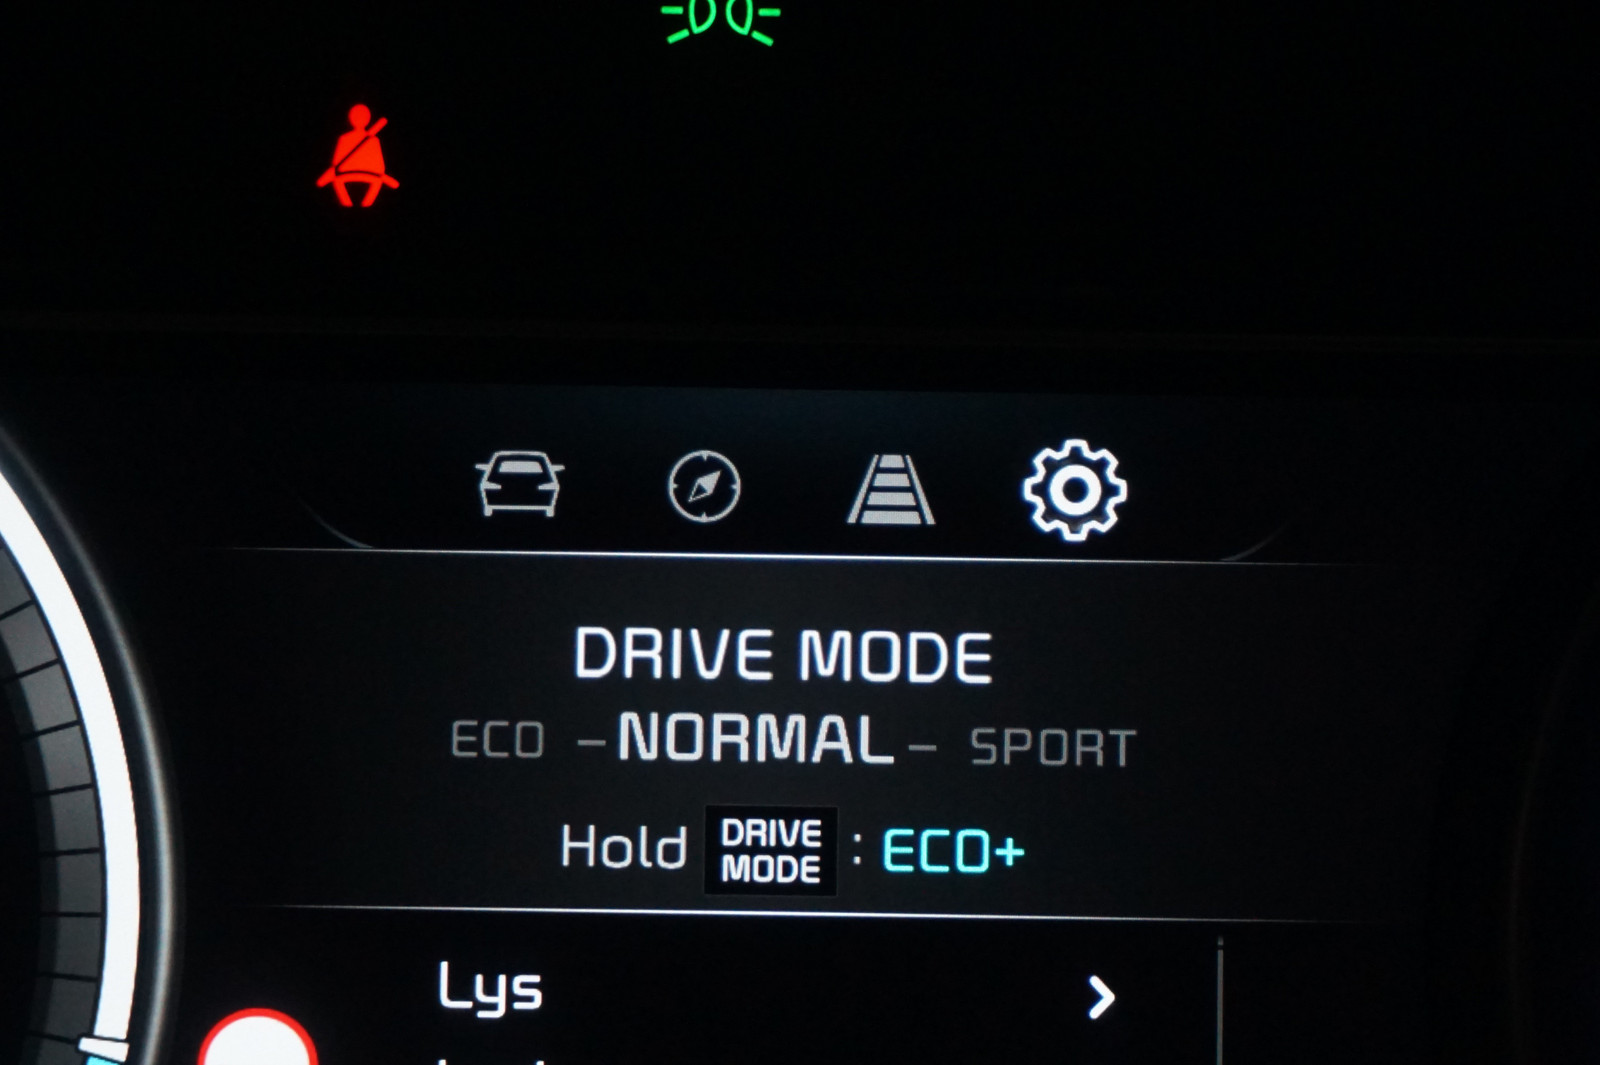 DRIVE MODE
ECO – NORMAL – SPORT
Hold DRIVE MODE : ECO+
Lys